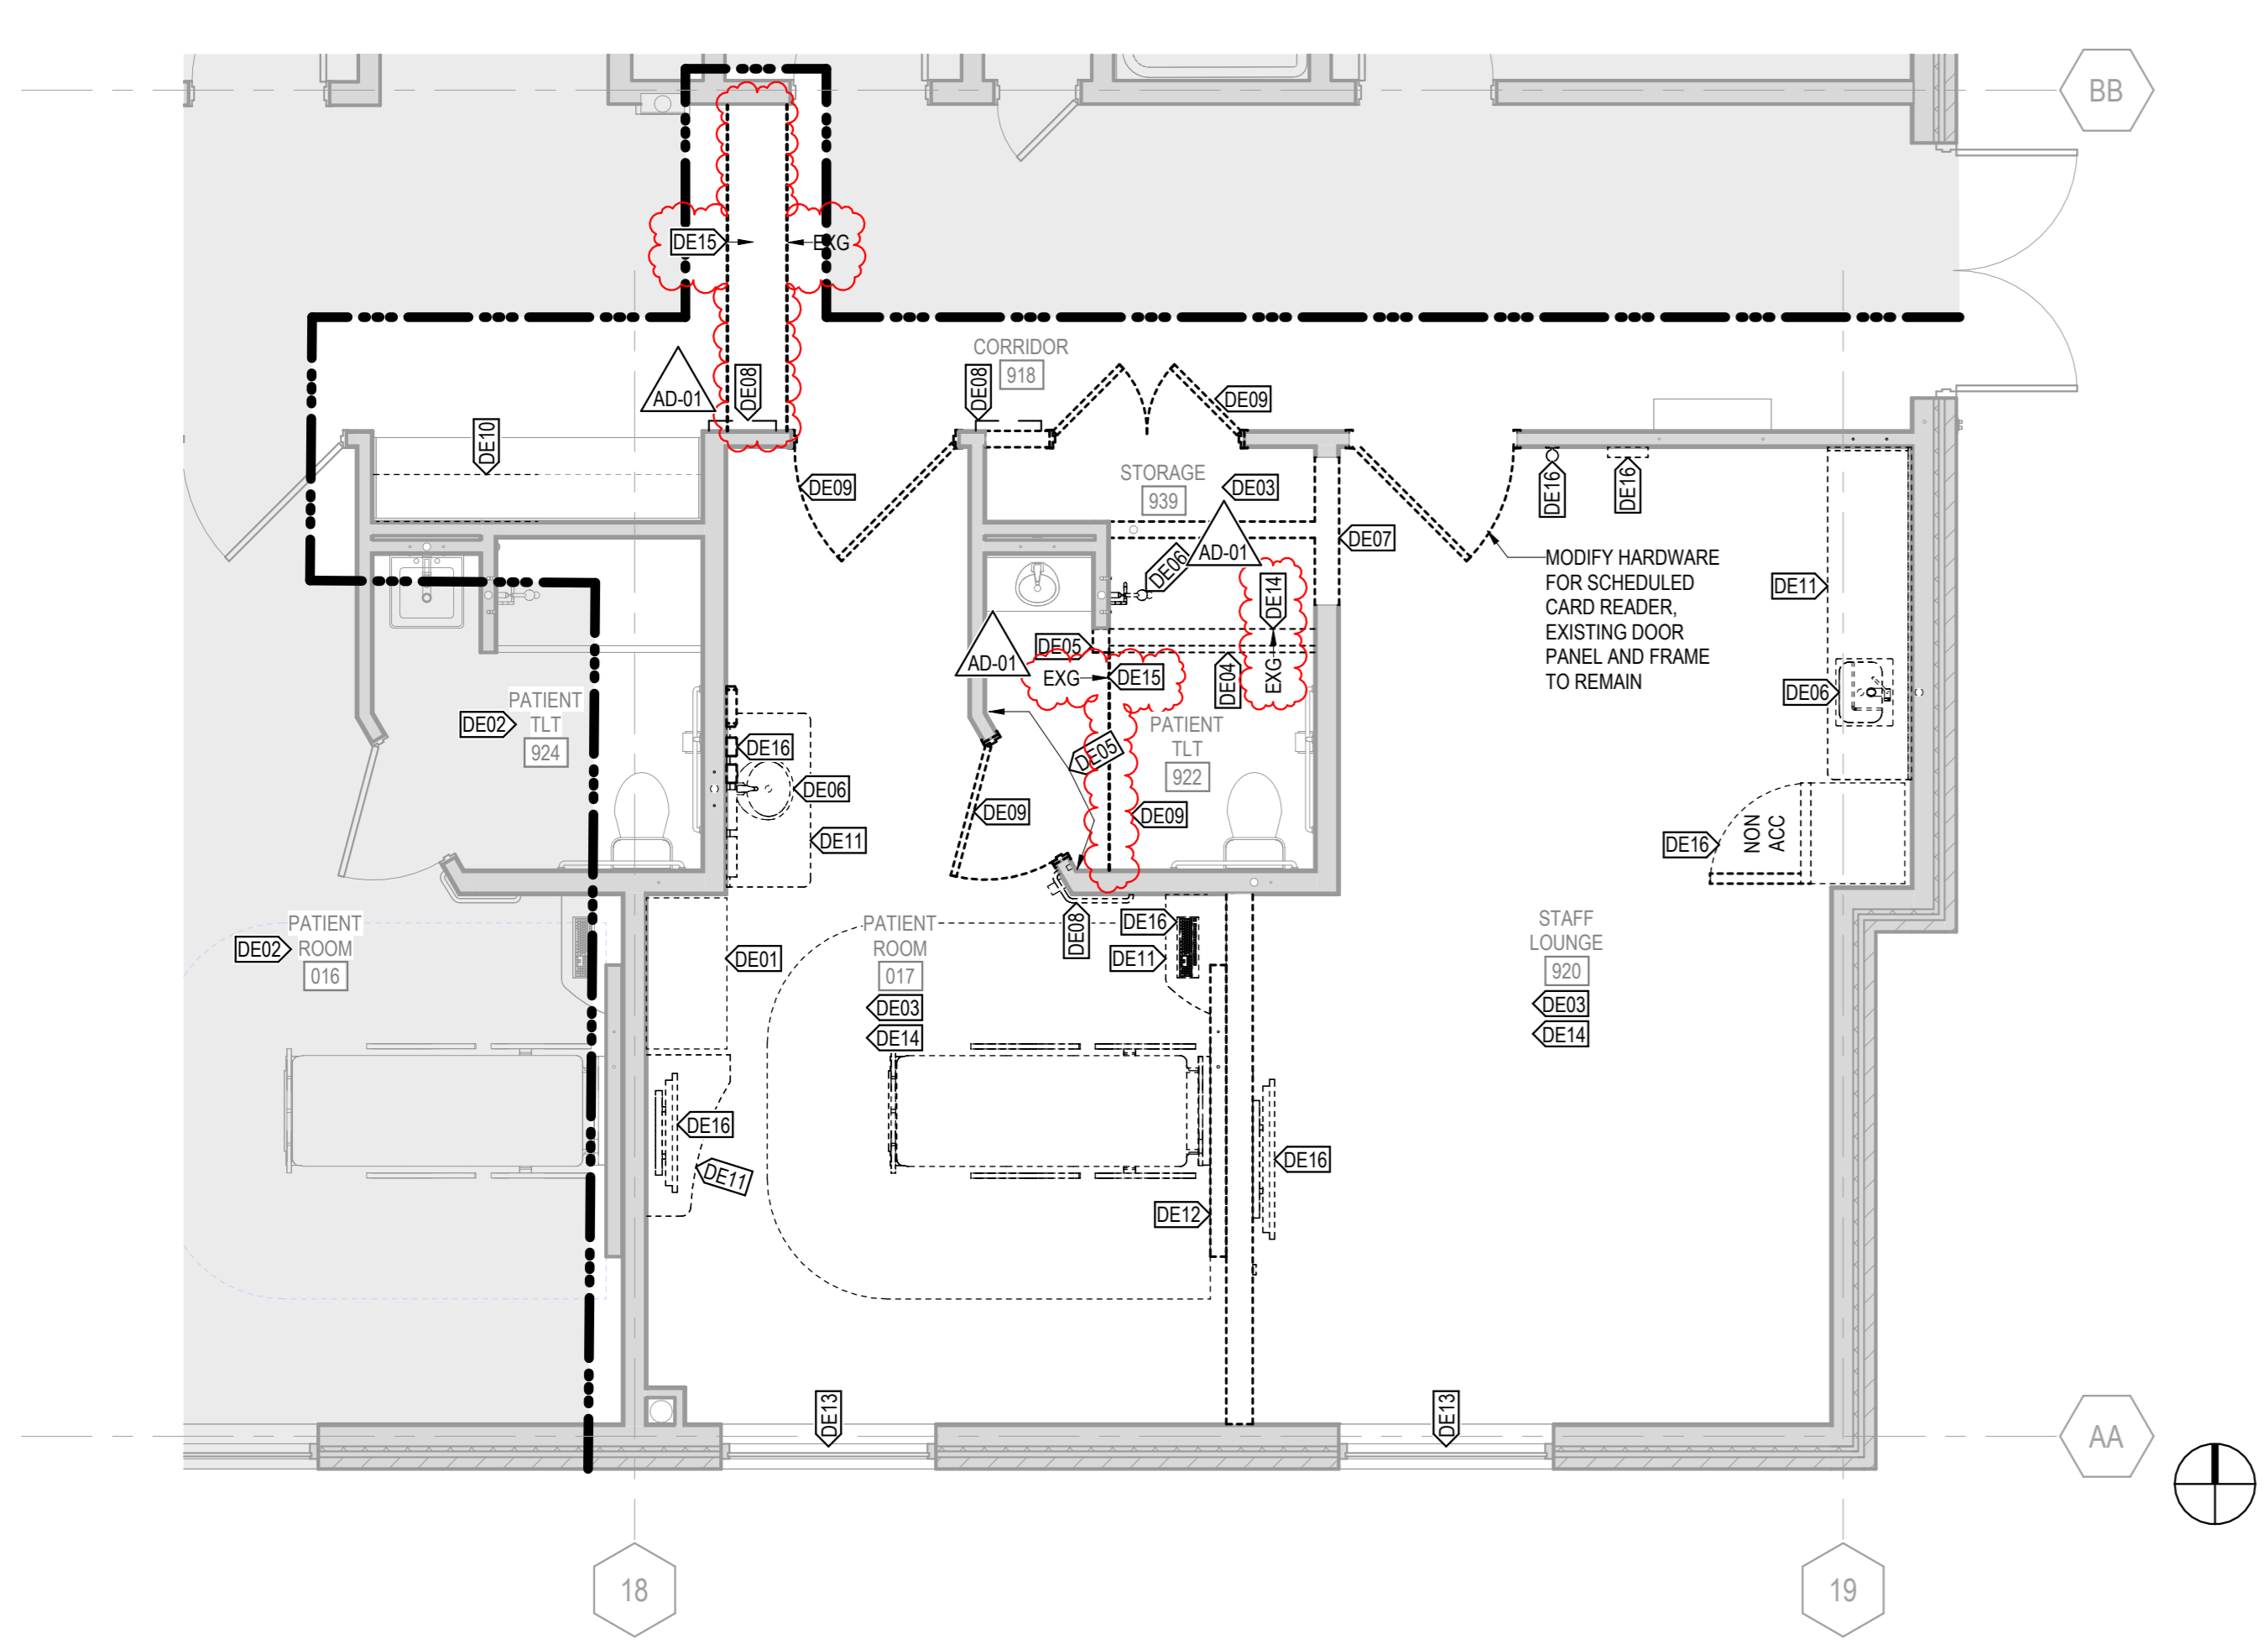 BB
DE15
EXG
CORRIDOR
918
AD-01
DE08
DE08
DE09
DE10
DE09
STORAGE
939
DE03
DE16
DE16
AD-01
DE07
DE06
DE14
EXG
MODIFY HARDWARE
FOR SCHEDULED
CARD READER,
EXISTING DOOR
PANEL AND FRAME
TO REMAIN
DE11
AD-01
DE05
EXG
DE15
DE04
DE06
PATIENT
TLT
924
DE02
PATIENT
TLT
922
DE05
DE16
DE06
DE09
DE09
DE11
DE16
NON
ACC
PATIENT
ROOM
016
DE02
DE01
PATIENT
ROOM
017
DE03
DE14
DE08
DE16
DE11
STAFF
LOUNGE
920
DE03
DE14
DE16
DE11
DE16
DE12
DE13
DE13
AA
18
19